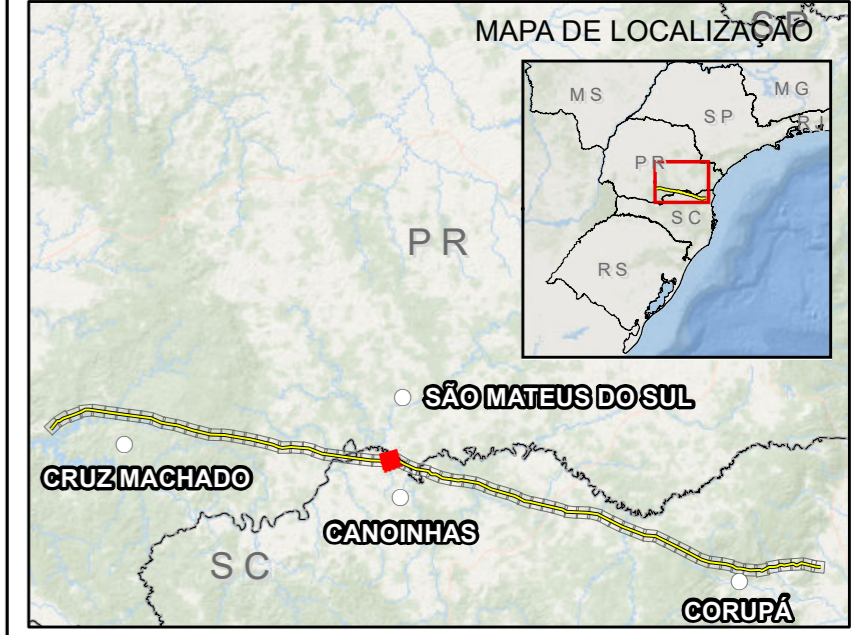 MAPA DE LOCALIZAÇÃO
MS
SP
MG
RJ
PR
SC
RS
PR
SÃO MATEUS DO SUL
CRUZ MACHADO
CANOINHAS
SC
CORUPÁ